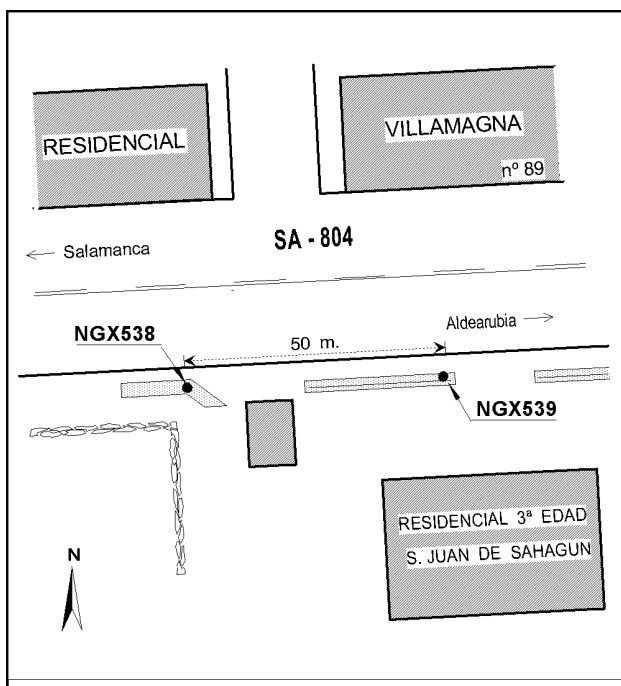 RESIDENCIAL
VILLAMAGNA
nº 89
SA - 804
Salamanca
Aldearubia
NGX538
50 m.
NGX539
RESIDENCIAL 3ª EDAD
S. JUAN DE SAHAGUN
N